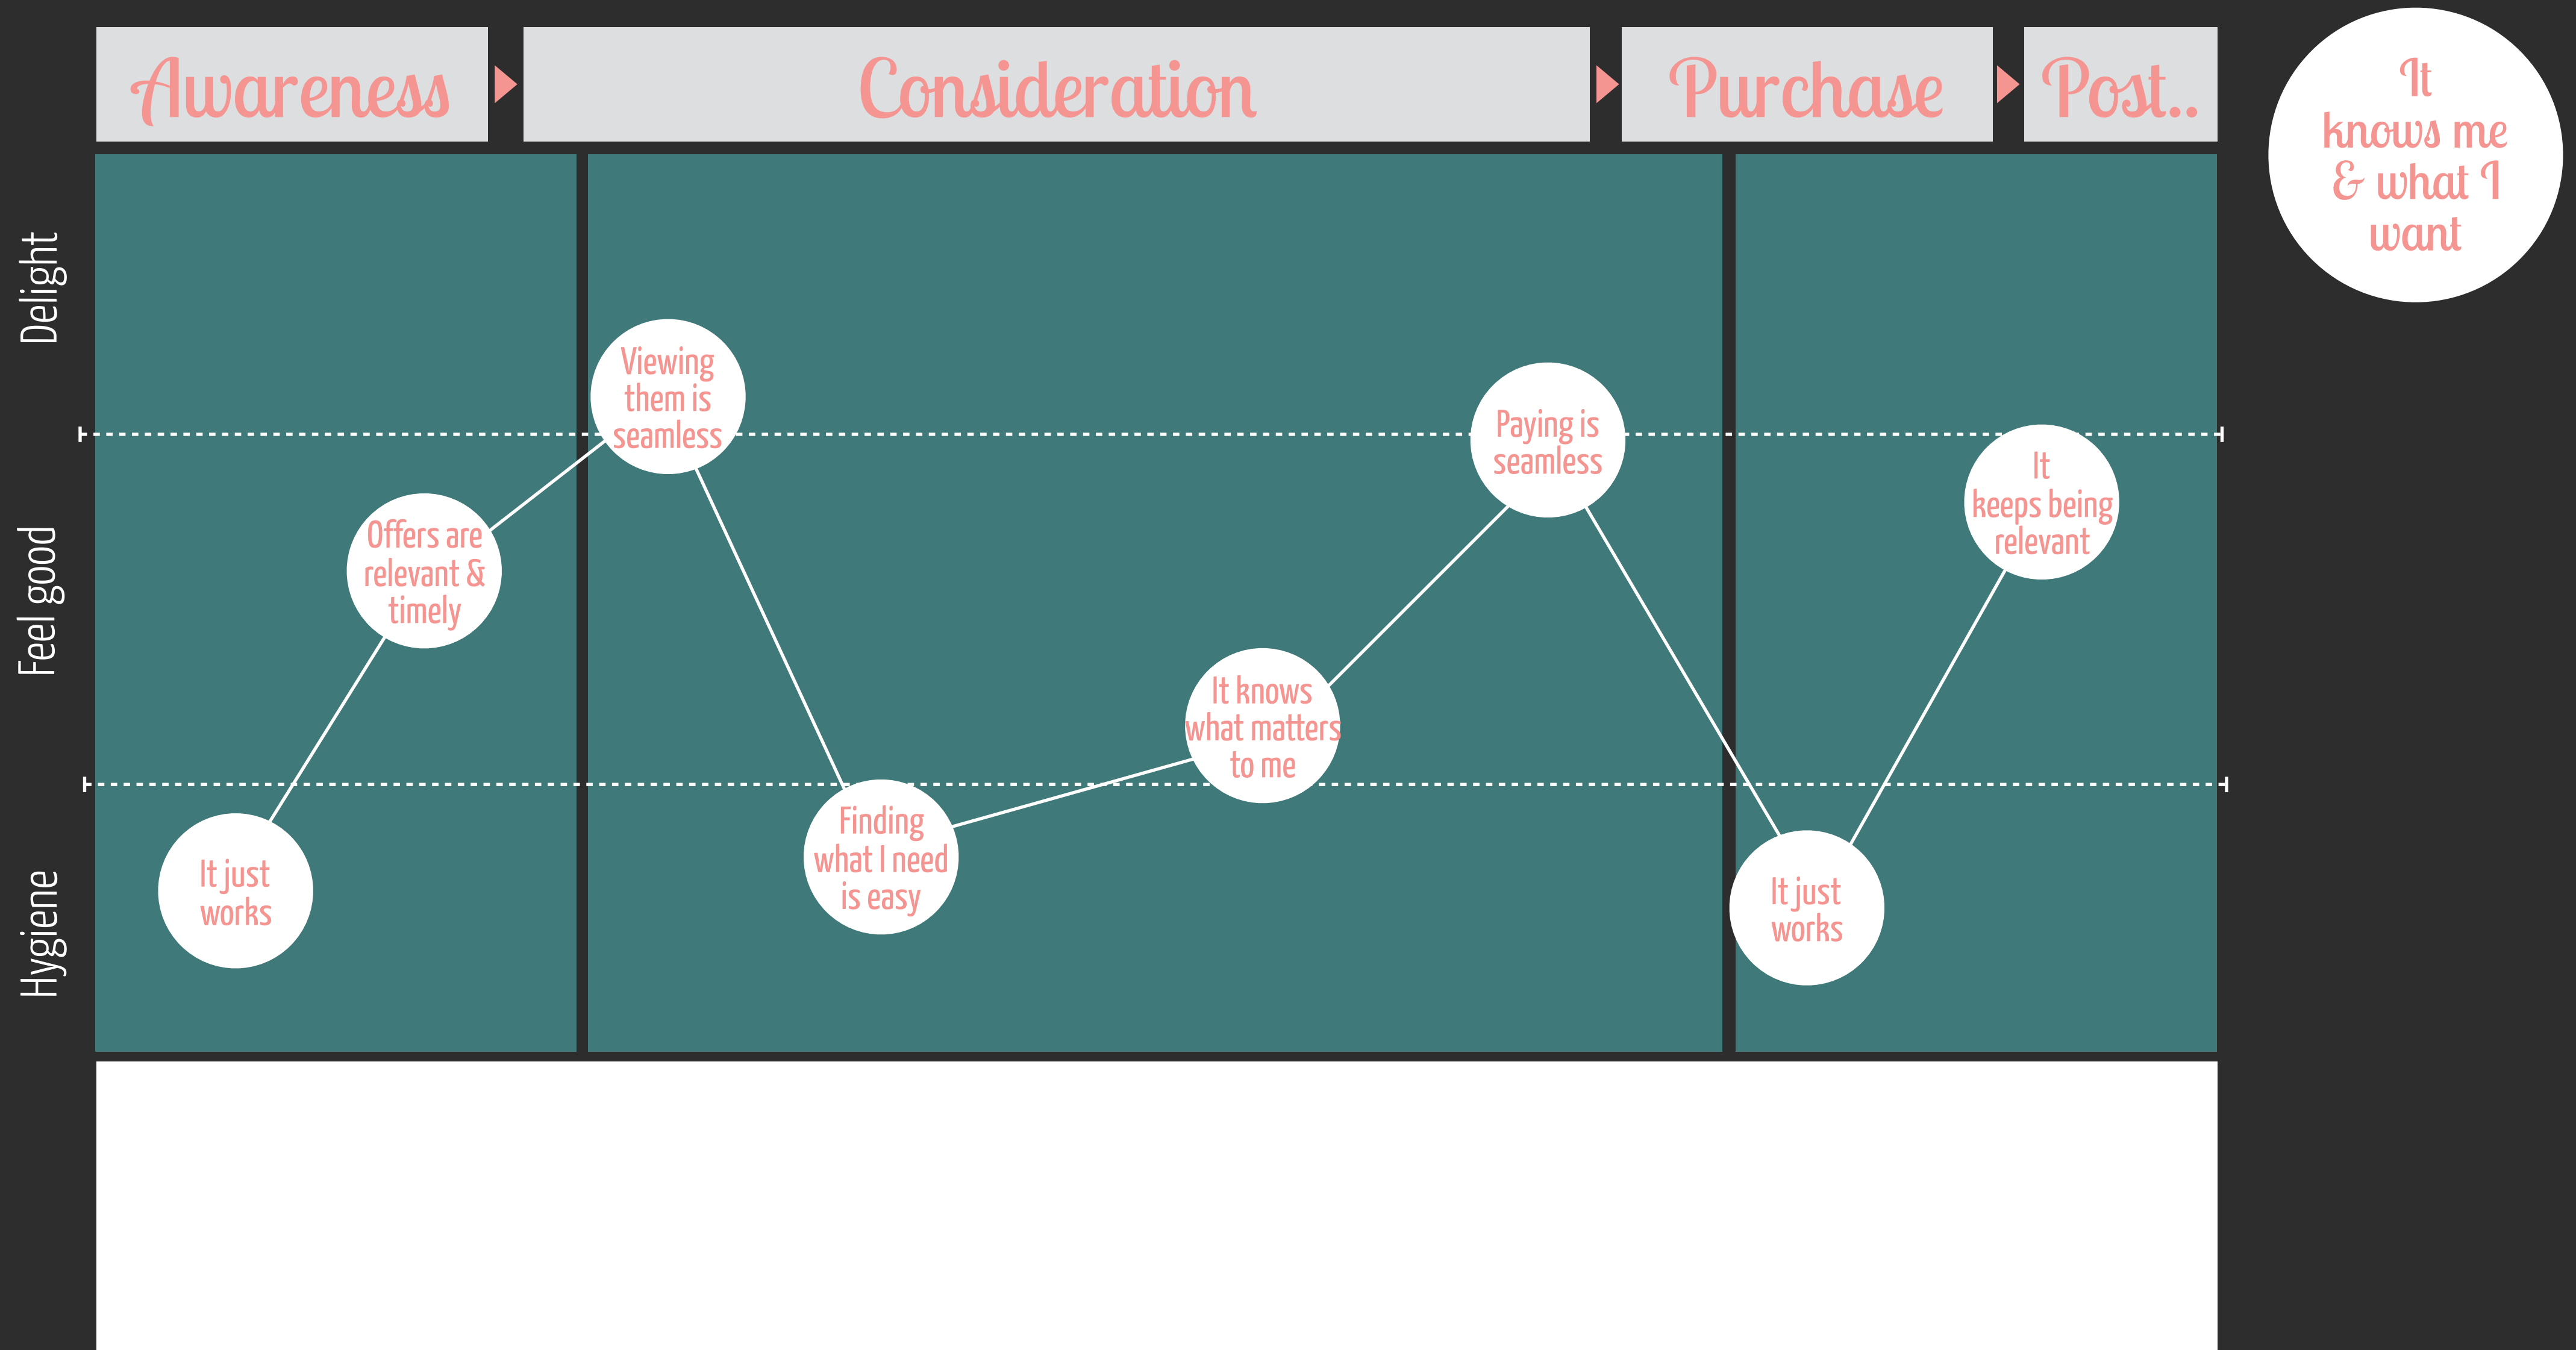 Awareness
Consideration
Purchase
Post..
It
knows me
& what I
want
Delight
Feel good
Hygiene
It just
works
Offers are
relevant &
timely
Viewing
them is
seamless
Finding
what I need
is easy
It knows
what matters
to me
Paying is
seamless
It just
works
It
keeps being
relevant